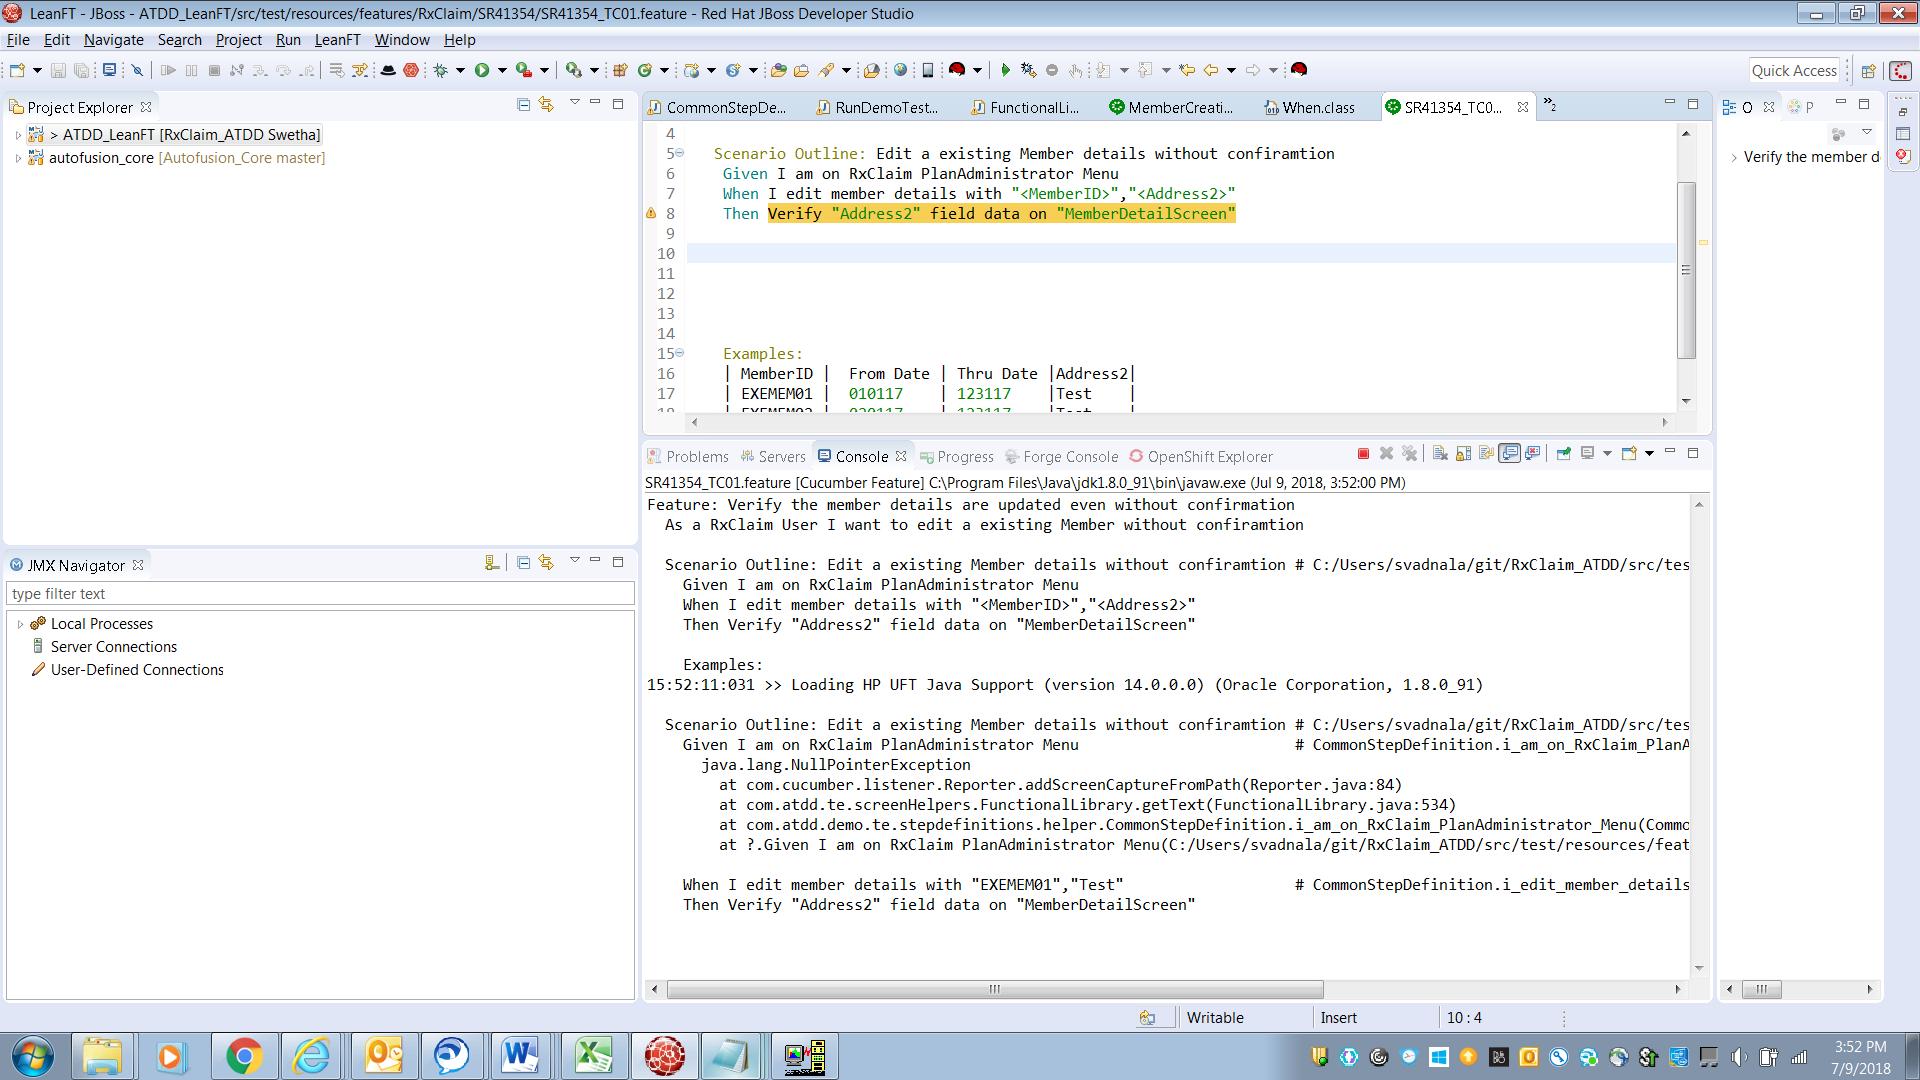 LeanFT - JBoss - ATDD_LeanFT/src/test/resources/features/RxClaim/SR41354/SR41354_TC01.feature - Red Hat JBoss Developer Studio
File Edit Navigate Search Project Run LeanFT Window Help
Quick Access
Project Explorer
> ATDD_LeanFT [RxClaim_ATDD Swetha]
autofusion_core [Autofusion_Core master]
JMX Navigator
type filter text
Local Processes
Server Connections
User-Defined Connections
CommonStepDe... RunDemoTest... FunctionalLi... MemberCreati... When.class SR41354_TC0... »2
4
5 Scenario Outline: Edit a existing Member details without confiramtion
6 Given I am on RxClaim PlanAdministrator Menu
7 When I edit member details with "<MemberID>","<Address2>"
8 Then Verify "Address2" field data on "MemberDetailScreen"
9
10
11
12
13
14
15 Examples:
16 | MemberID | From Date | Thru Date |Address2|
17 | EXEMEM01 | 010117 | 123117 |Test |
Problems Servers Console Progress Forge Console OpenShift Explorer
SR41354_TC01.feature [Cucumber Feature] C:\Program Files\Java\jdk1.8.0_91\bin\javaw.exe (Jul 9, 2018, 3:52:00 PM)
Feature: Verify the member details are updated even without confirmation
As a RxClaim User I want to edit a existing Member without confiramtion
Scenario Outline: Edit a existing Member details without confiramtion # C:/Users/svadnala/git/RxClaim_ATDD/src/tes
Given I am on RxClaim PlanAdministrator Menu
When I edit member details with "<MemberID>","<Address2>"
Then Verify "Address2" field data on "MemberDetailScreen"
Examples:
15:52:11:031 >> Loading HP UFT Java Support (version 14.0.0.0) (Oracle Corporation, 1.8.0_91)
Scenario Outline: Edit a existing Member details without confiramtion # C:/Users/svadnala/git/RxClaim_ATDD/src/tes
Given I am on RxClaim PlanAdministrator Menu # CommonStepDefinition.i_am_on_RxClaim_PlanA
java.lang.NullPointerException
at com.cucumber.listener.Reporter.addScreenCaptureFromPath(Reporter.java:84)
at com.atdd.te.screenHelpers.FunctionalLibrary.getText(FunctionalLibrary.java:534)
at com.atdd.demo.te.stepdefinitions.helper.CommonStepDefinition.i_am_on_RxClaim_PlanAdministrator_Menu(Commo
at ?.Given I am on RxClaim PlanAdministrator Menu(C:/Users/svadnala/git/RxClaim_ATDD/src/test/resources/feat
When I edit member details with "EXEMEM01","Test" # CommonStepDefinition.i_edit_member_details
Then Verify "Address2" field data on "MemberDetailScreen"
O P
Verify the member d
Writable Insert 10 : 4
3:52 PM
7/9/2018